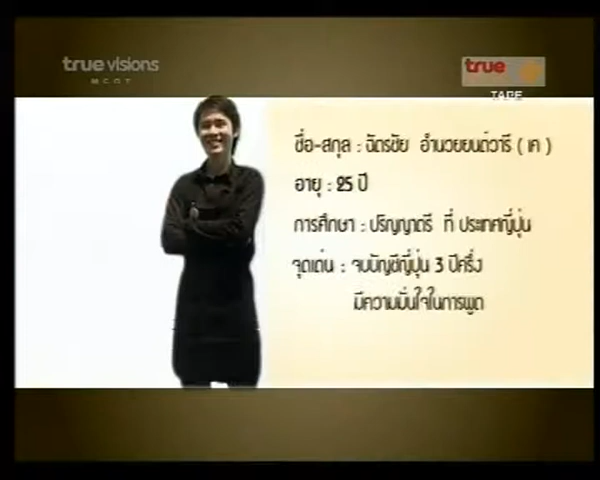 true visions
MCOT
true
TAPE
ชื่อ-สกุล : ฉัตรชัย อำนวยยนต์วารี ( เค )
อายุ : 25 ปี
การศึกษา : ปริญญาตรี ที่ ประเทศญี่ปุ่น
จุดเด่น : จบบัญชีญี่ปุ่น 3 ปีครึ่ง
มีความมั่นใจในการพูด